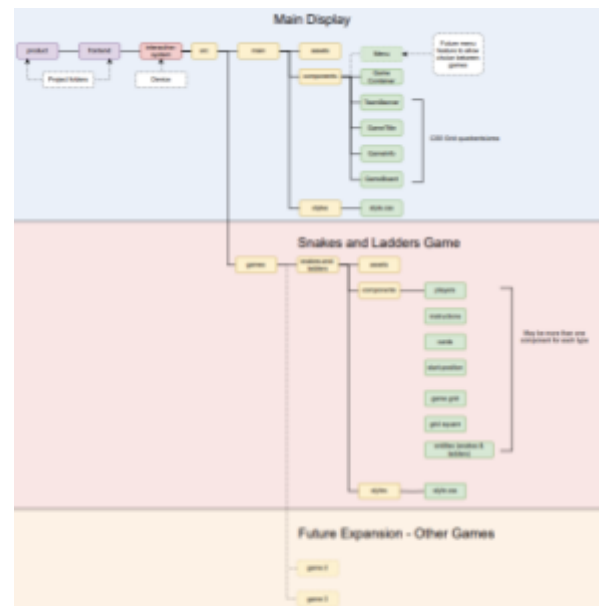 Main Display
product
frontend
interaction
system
src
main
assets
Menu
Future menu
feature to allow
choice between
games
Project folders
Device
components
Game
Container
TeamBanner
GameTitle
CSS Grid quadrants/area
GameInfo
GameBoard
styles
style.css
Snakes and Ladders Game
games
snakes-and-
ladders
assets
components
players
instructions
cards
start-position
May be more than one
component for each type
game-grid
grid-square
entities (snakes &
ladders)
styles
style.css
Future Expansion - Other Games
game 2
game 3